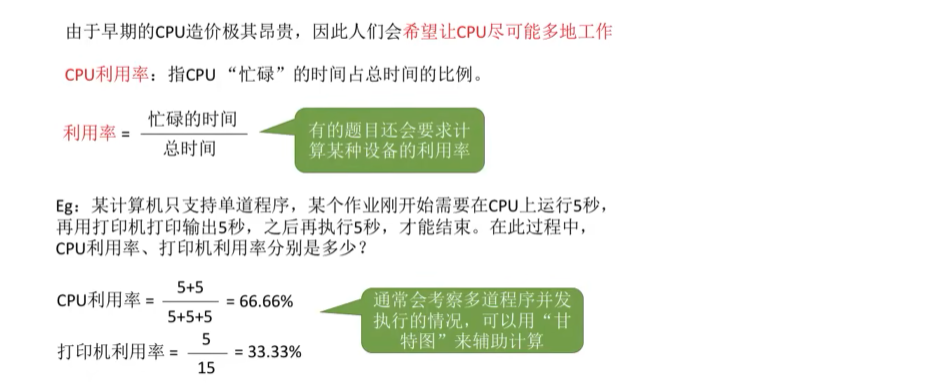 由于早期的CPU造价极其昂贵，因此人们会希望让CPU尽可能多地工作
CPU利用率：指CPU “忙碌”的时间占总时间的比例。
利用率 = 忙碌的时间
总时间
有的题目还会要求计
算某种设备的利用率
Eg：某计算机只支持单道程序，某个作业刚开始需要在CPU上运行5秒，
再用打印机打印输出5秒，之后再执行5秒，才能结束。在此过程中，
CPU利用率、打印机利用率分别是多少？
CPU利用率 = 5+5
5+5+5
= 66.66%
通常会考察多道程序并发
执行的情况，可以用“甘
特图”来辅助计算
打印机利用率 = 5
15
= 33.33%